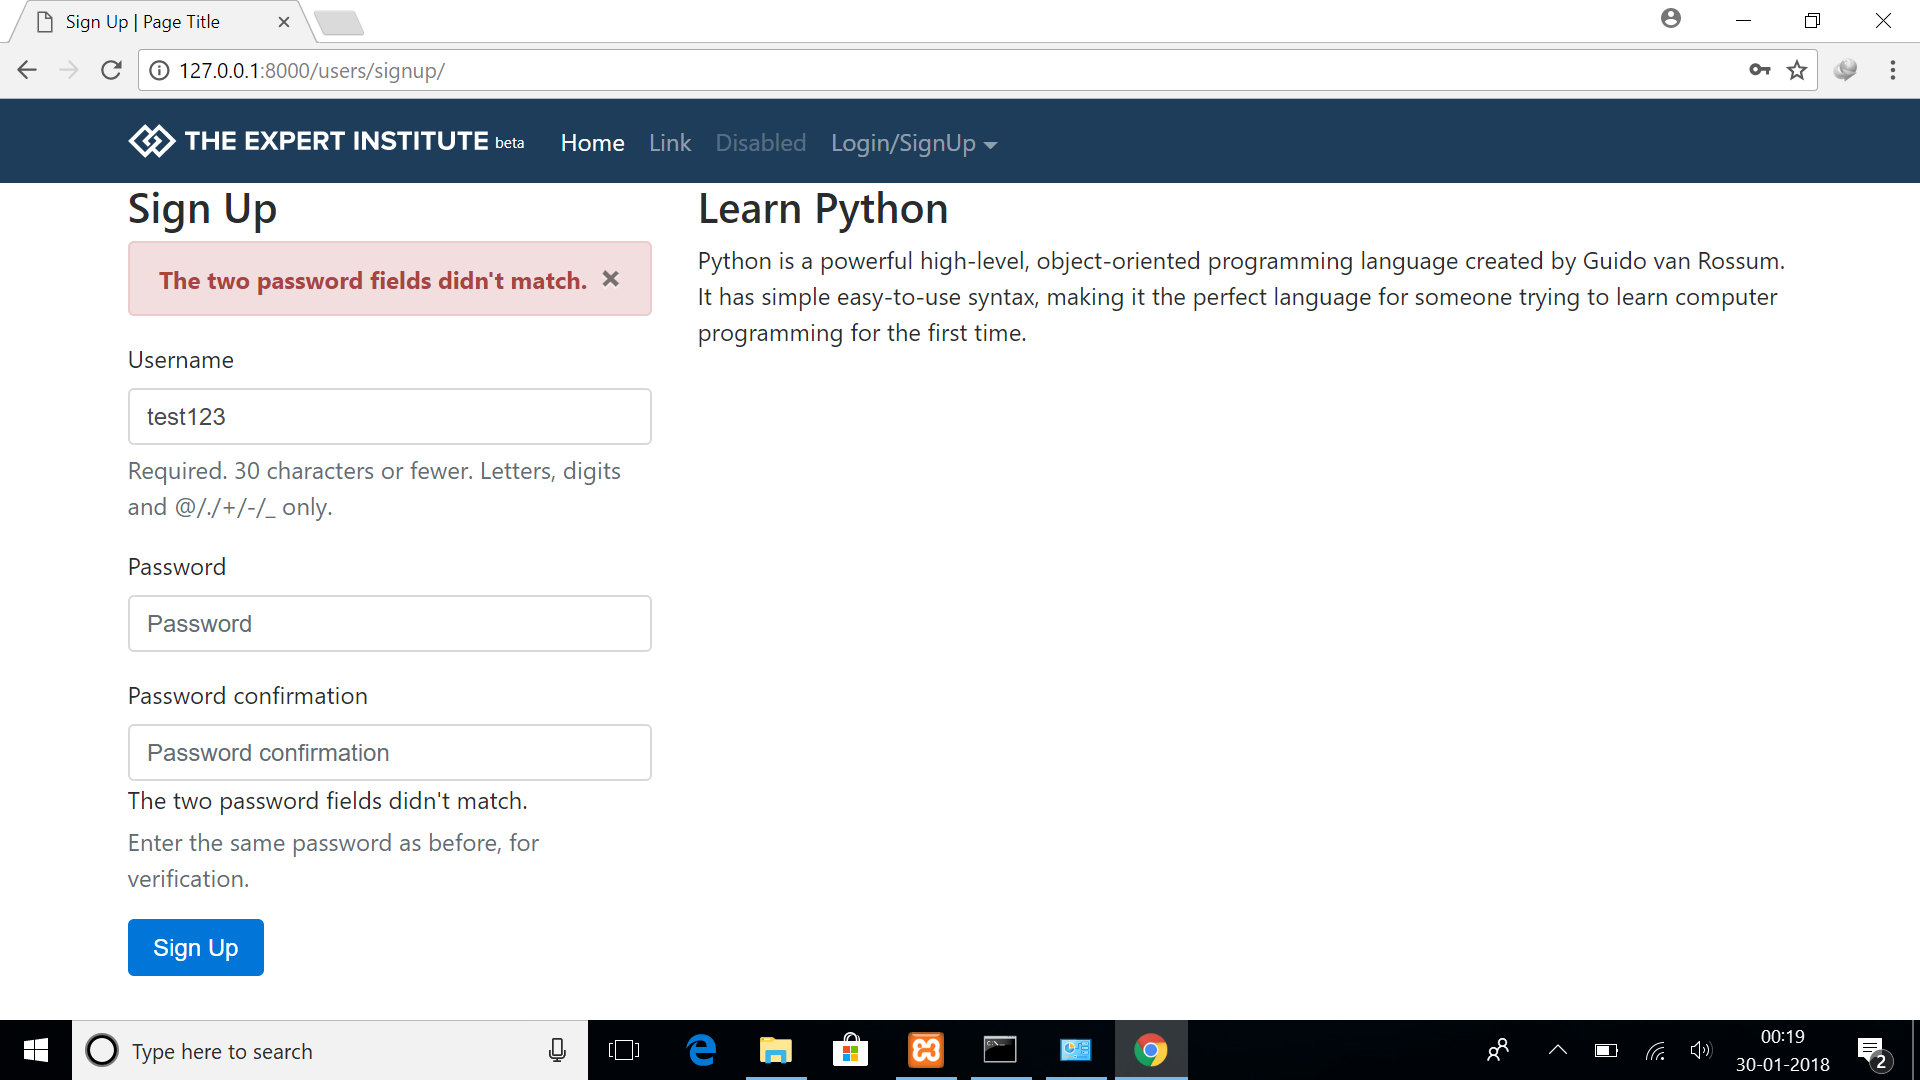 Sign Up | Page Title
127.0.0.1:8000/users/signup/
THE EXPERT INSTITUTE beta Home Link Disabled Login/SignUp
Sign Up
The two password fields didn't match. ×
Username
test123
Required. 30 characters or fewer. Letters, digits
and @/./+/-/_ only.
Password
Password
Password confirmation
Password confirmation
The two password fields didn't match.
Enter the same password as before, for
verification.
Sign Up
Learn Python
Python is a powerful high-level, object-oriented programming language created by Guido van Rossum.
It has simple easy-to-use syntax, making it the perfect language for someone trying to learn computer
programming for the first time.
Type here to search
00:19
30-01-2018
2